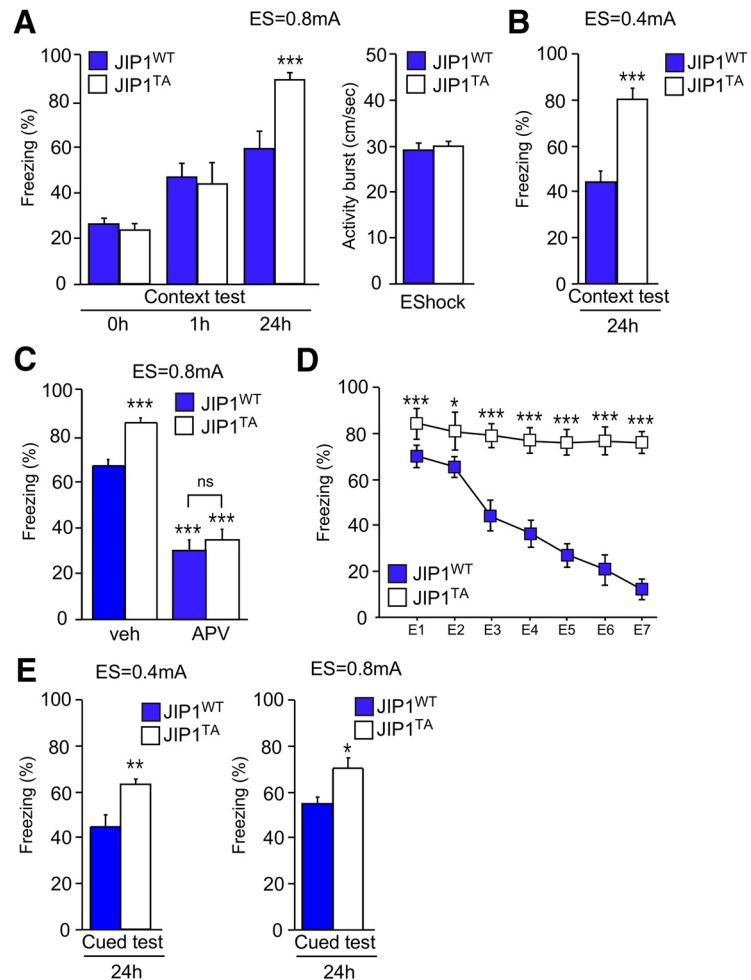 A
ES=0.8mA
JIP1WT
JIP1TA
***
Freezing (%)
100
80
60
40
20
0
Context test
0h 1h 24h
JIP1WT
JIP1TA
Activity burst (cm/sec)
50
40
30
20
10
0
EShock
B
ES=0.4mA
JIP1WT
JIP1TA
***
Freezing (%)
100
80
60
40
20
0
Context test
24h
C
ES=0.8mA
JIP1WT
JIP1TA
***
ns
*** ***
Freezing (%)
100
80
60
40
20
0
veh APV
D
*** * *** *** *** *** ***
Freezing (%)
100
80
60
40
20
0
JIP1WT
JIP1TA
E1 E2 E3 E4 E5 E6 E7
E
ES=0.4mA
JIP1WT
JIP1TA
**
Freezing (%)
100
80
60
40
20
0
Cued test
24h
ES=0.8mA
JIP1WT
JIP1TA
*
Freezing (%)
100
80
60
40
20
0
Cued test
24h